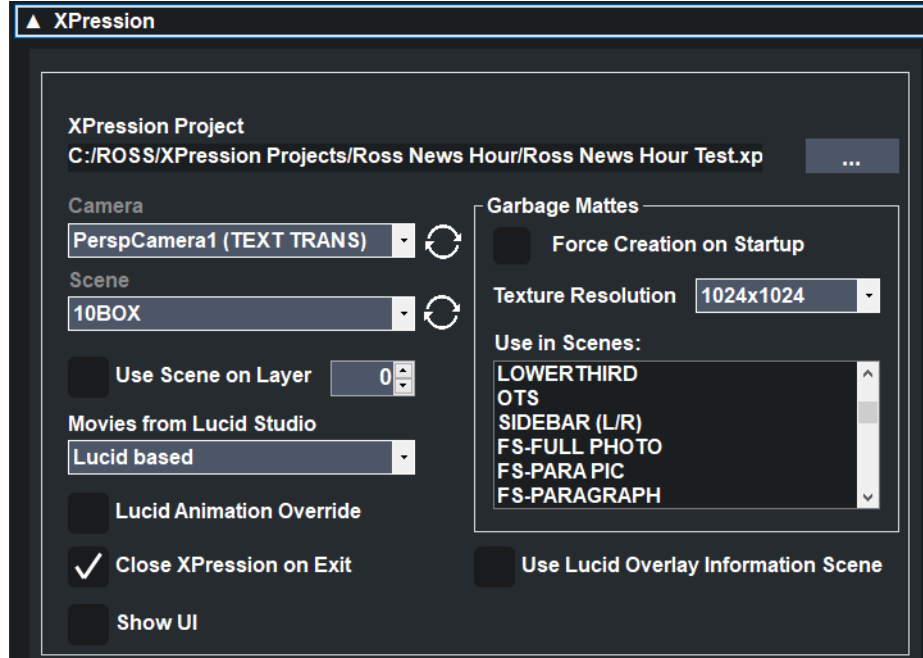 ▲ XPression
XPression Project
C:/ROSS/XPression Projects/Ross News Hour/Ross News Hour Test.xp
...
Camera
PerspCamera1 (TEXT TRANS)
Scene
10BOX
Use Scene on Layer 0
Movies from Lucid Studio
Lucid based
Lucid Animation Override
Close XPression on Exit
Show UI
Garbage Mattes
Force Creation on Startup
Texture Resolution 1024x1024
Use in Scenes:
LOWERTHIRD
OTS
SIDEBAR (L/R)
FS-FULL PHOTO
FS-PARA PIC
FS-PARAGRAPH
Use Lucid Overlay Information Scene